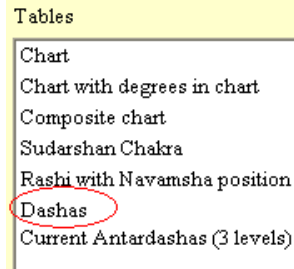 Tables
Chart
Chart with degrees in chart
Composite chart
Sudarshan Chakra
Rashi with Navamsha position
Dashas
Current Antardashas (3 levels)